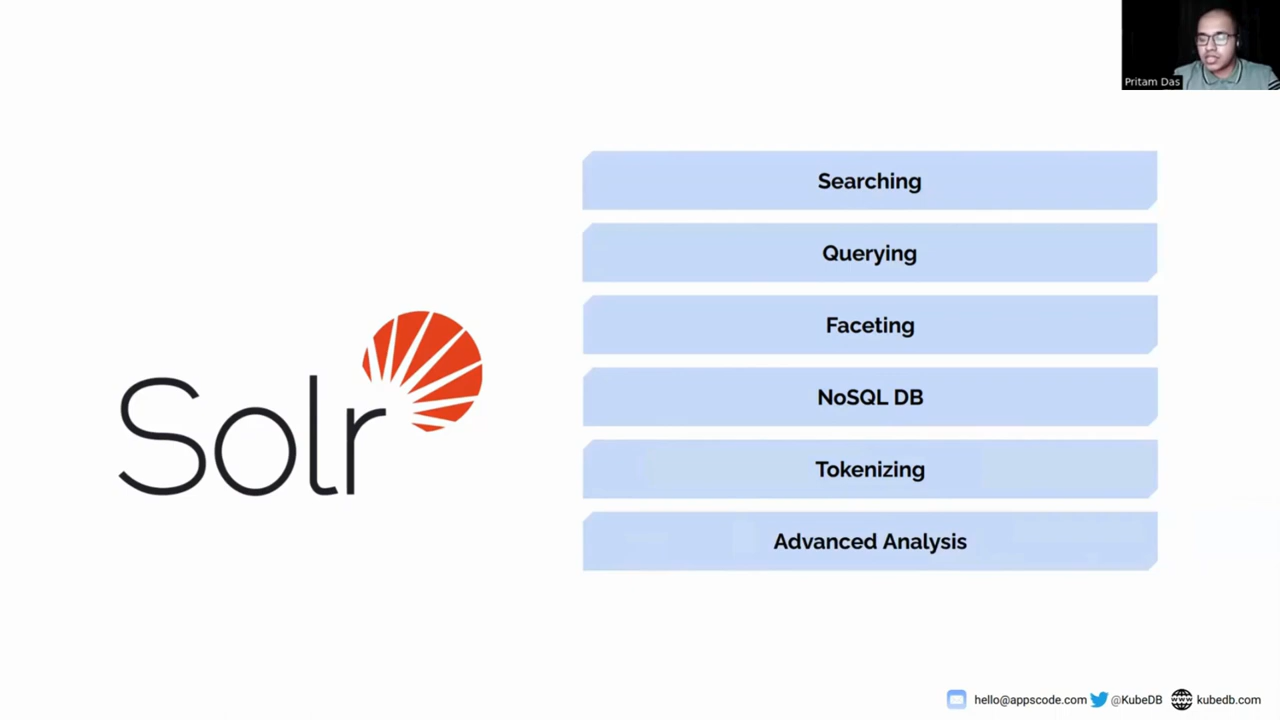 Pritam Das
Searching
Querying
Faceting
NoSQL DB
Tokenizing
Advanced Analysis
Solr
hello@appscode.com @KubeDB kubedb.com